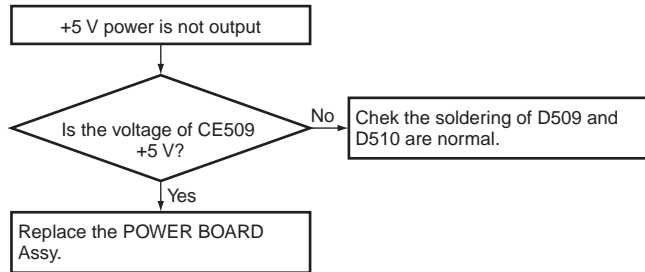 +5 V power is not output
Is the voltage of CE509
+5 V?
No
Chek the soldering of D509 and
D510 are normal.
Yes
Replace the POWER BOARD
Assy.